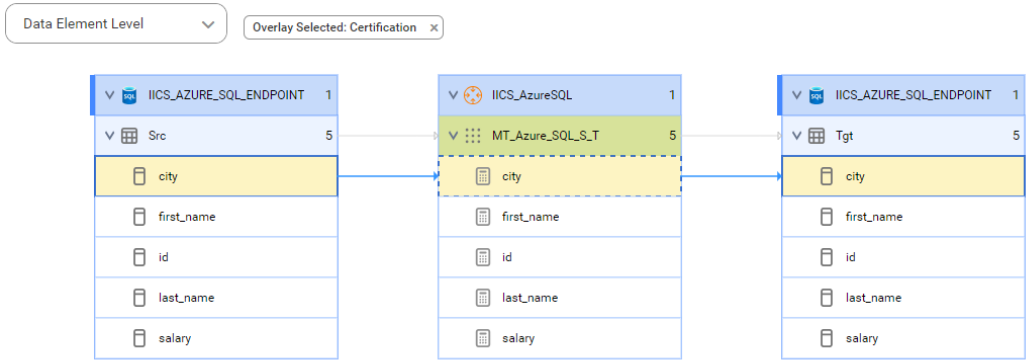 Data Element Level
Overlay Selected: Certification ×
IICS_AZURE_SQL_ENDPOINT 1
Src 5
city
first_name
id
last_name
salary
IICS_AzureSQL 1
MT_Azure_SQL_S_T 5
city
first_name
id
last_name
salary
IICS_AZURE_SQL_ENDPOINT 1
Tgt 5
city
first_name
id
last_name
salary